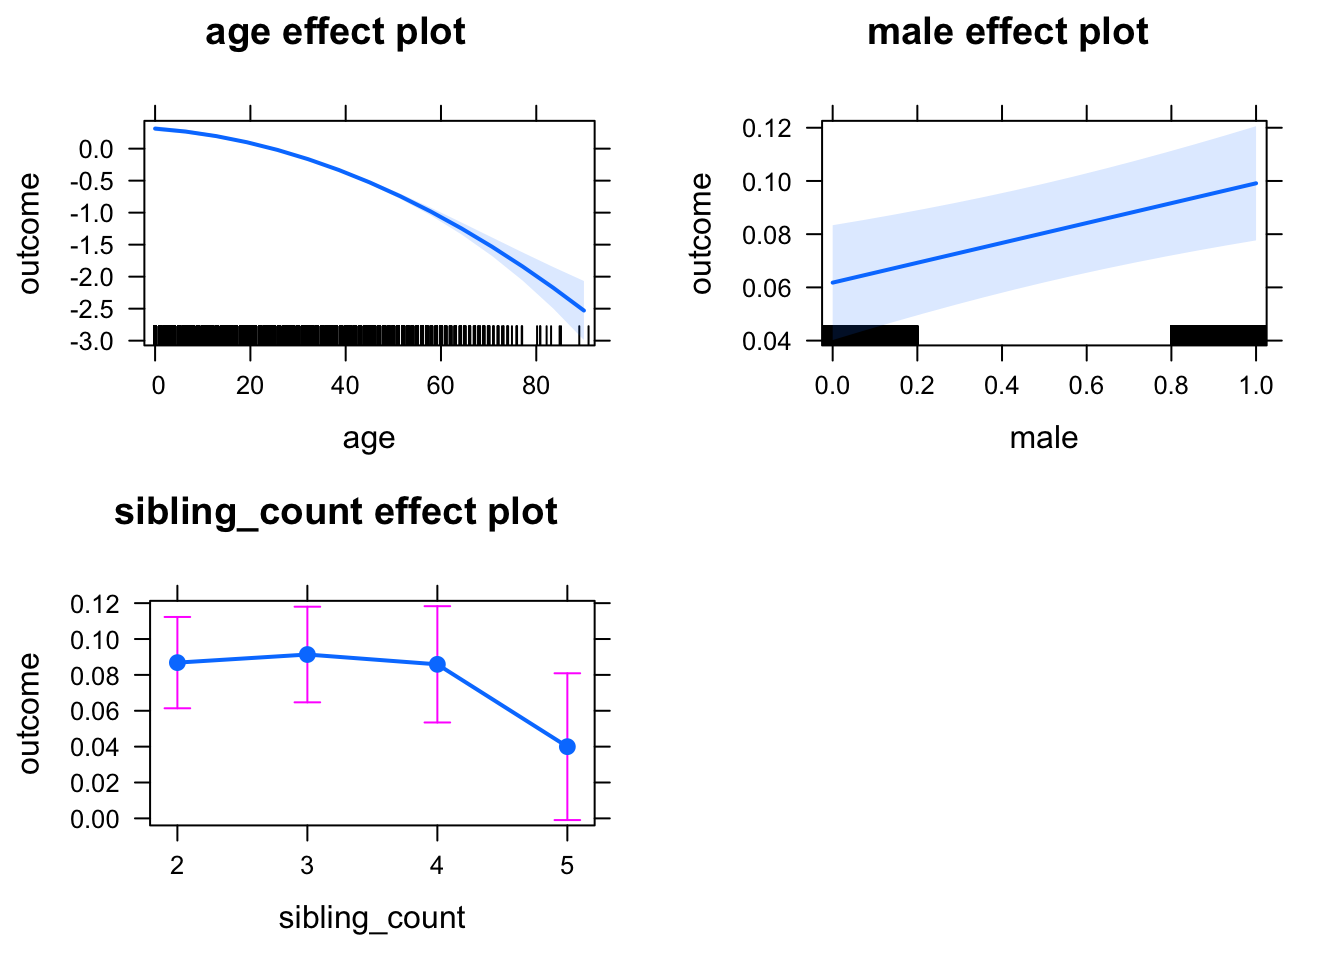 age effect plot
outcome
0.0
-0.5
-1.0
-1.5
-2.0
-2.5
-3.0
0 20 40 60 80
age
male effect plot
outcome
0.12
0.10
0.08
0.06
0.04
0.0 0.2 0.4 0.6 0.8 1.0
male
sibling_count effect plot
outcome
0.12
0.10
0.08
0.06
0.04
0.02
0.00
2 3 4 5
sibling_count